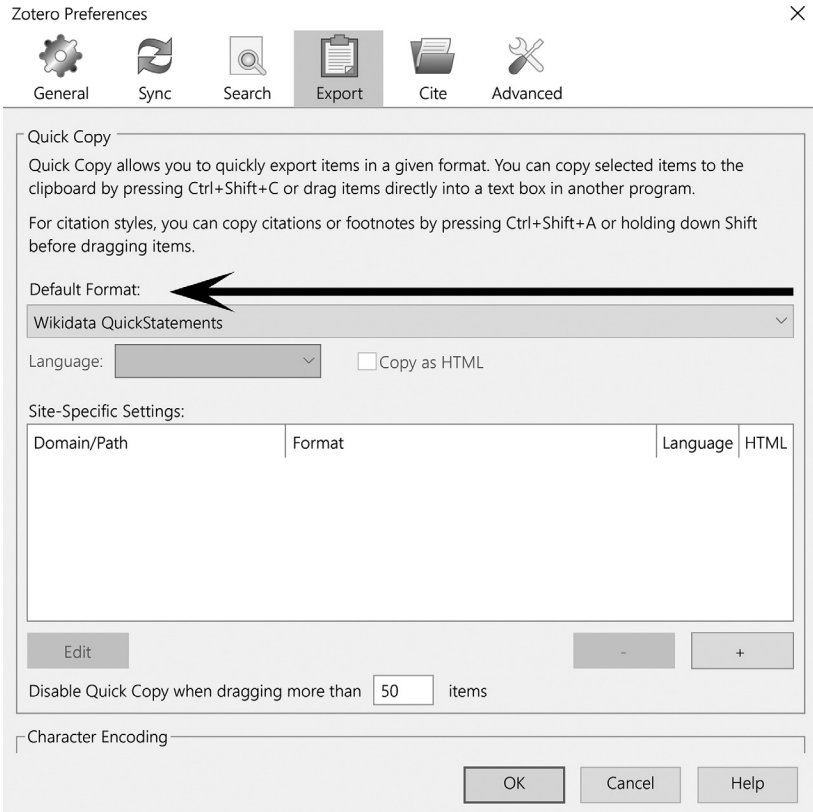 Zotero Preferences
General Sync Search Export Cite Advanced
Quick Copy
Quick Copy allows you to quickly export items in a given format. You can copy selected items to the
clipboard by pressing Ctrl+Shift+C or drag items directly into a text box in another program.
For citation styles, you can copy citations or footnotes by pressing Ctrl+Shift+A or holding down Shift
before dragging items.
Default Format:
Wikidata QuickStatements
Language: Copy as HTML
Site-Specific Settings:
Domain/Path Format Language HTML
Edit - +
Disable Quick Copy when dragging more than 50 items
Character Encoding
OK Cancel Help